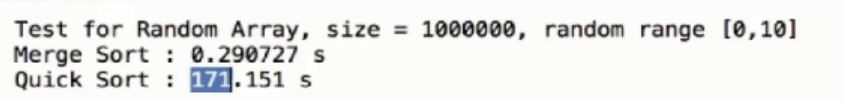 Test for Random Array, size = 1000000, random range [0,10]
Merge Sort : 0.290727 s
Quick Sort : 171.151 s